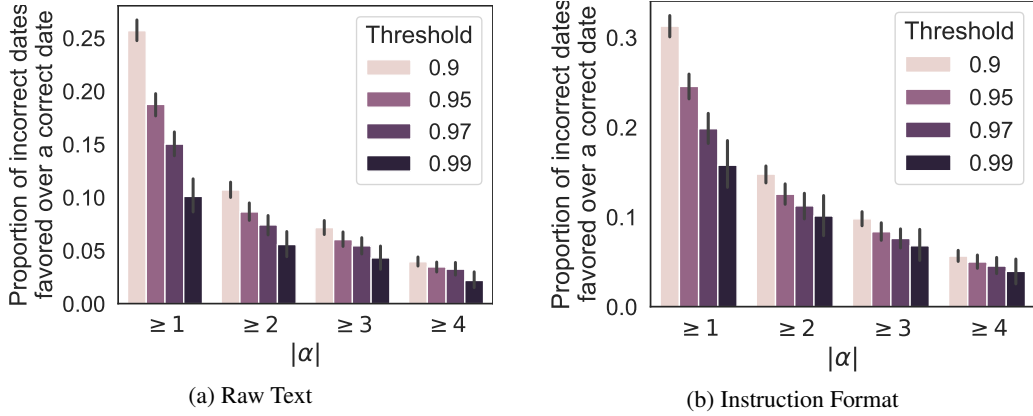 Proportion of incorrect dates
favored over a correct date
0.25
0.20
0.15
0.10
0.05
0.00
Threshold
0.9
0.95
0.97
0.99
≥ 1
≥ 2
≥ 3
≥ 4
|α|
(a) Raw Text
Proportion of incorrect dates
favored over a correct date
0.3
0.2
0.1
0.0
Threshold
0.9
0.95
0.97
0.99
≥ 1
≥ 2
≥ 3
≥ 4
|α|
(b) Instruction Format